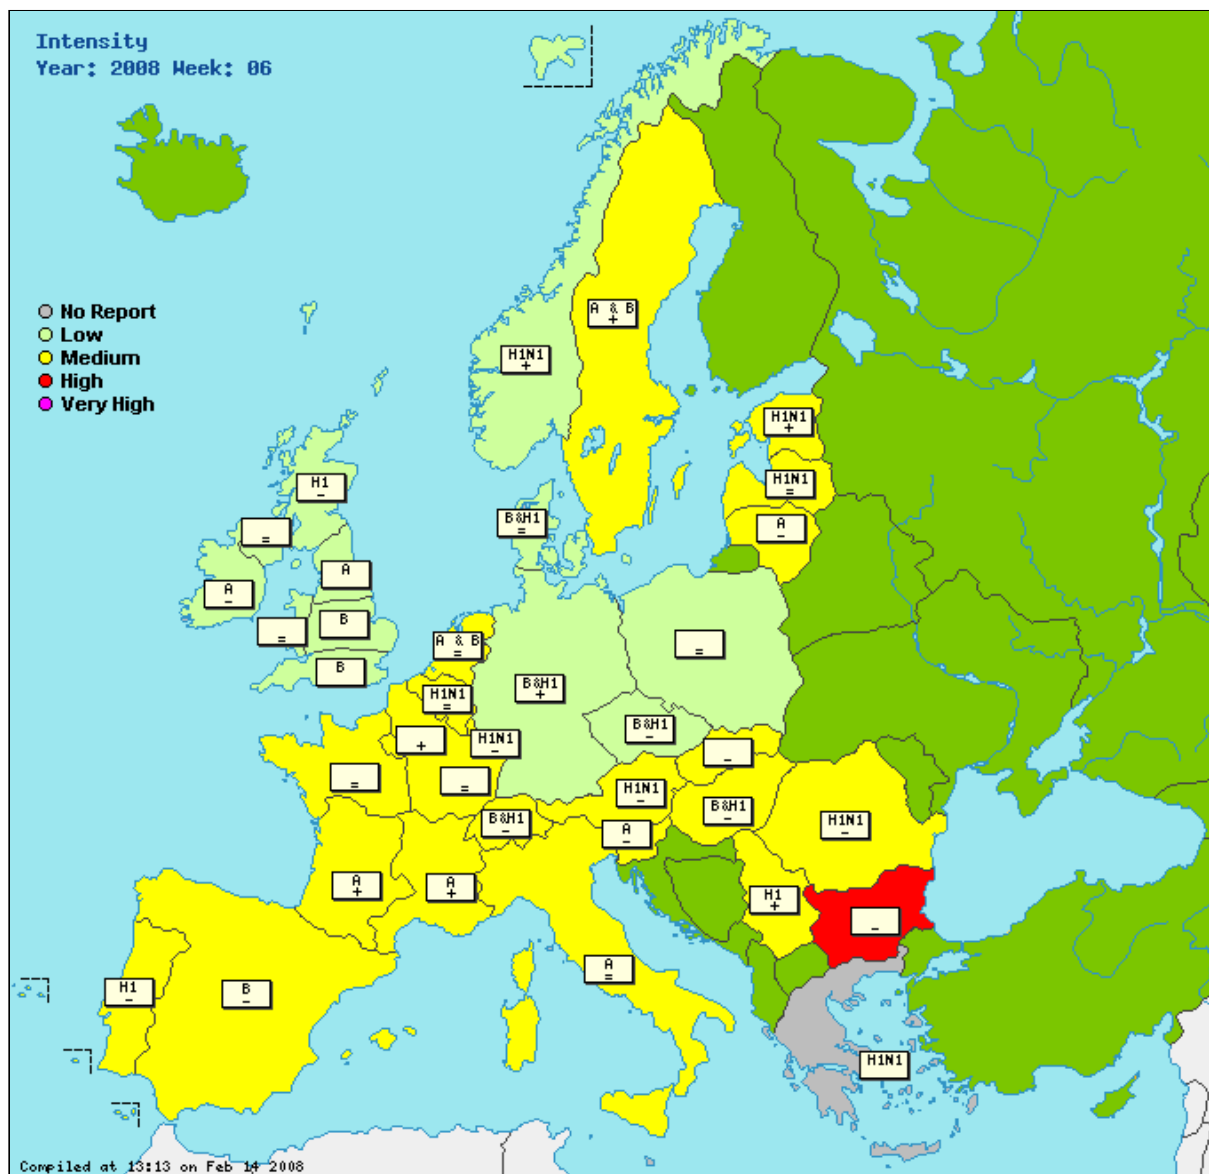 Intensity
Year: 2008 Week: 06
No Report
Low
Medium
High
Very High
A & B
+
H1N1
+
H1N1
+
H1N1
=
H1
-
B&H1
=
A
-
=
A
A
-
B
=
A & B
=
=
B
B&H1
+
H1N1
=
B&H1
-
+
H1N1
-
-
=
=
H1N1
-
B&H1
-
B&H1
-
H1N1
-
A
-
A
+
A
+
H1
+
-
A
=
H1
-
B
-
H1N1
Compiled at 13:13 on Feb 14 2008